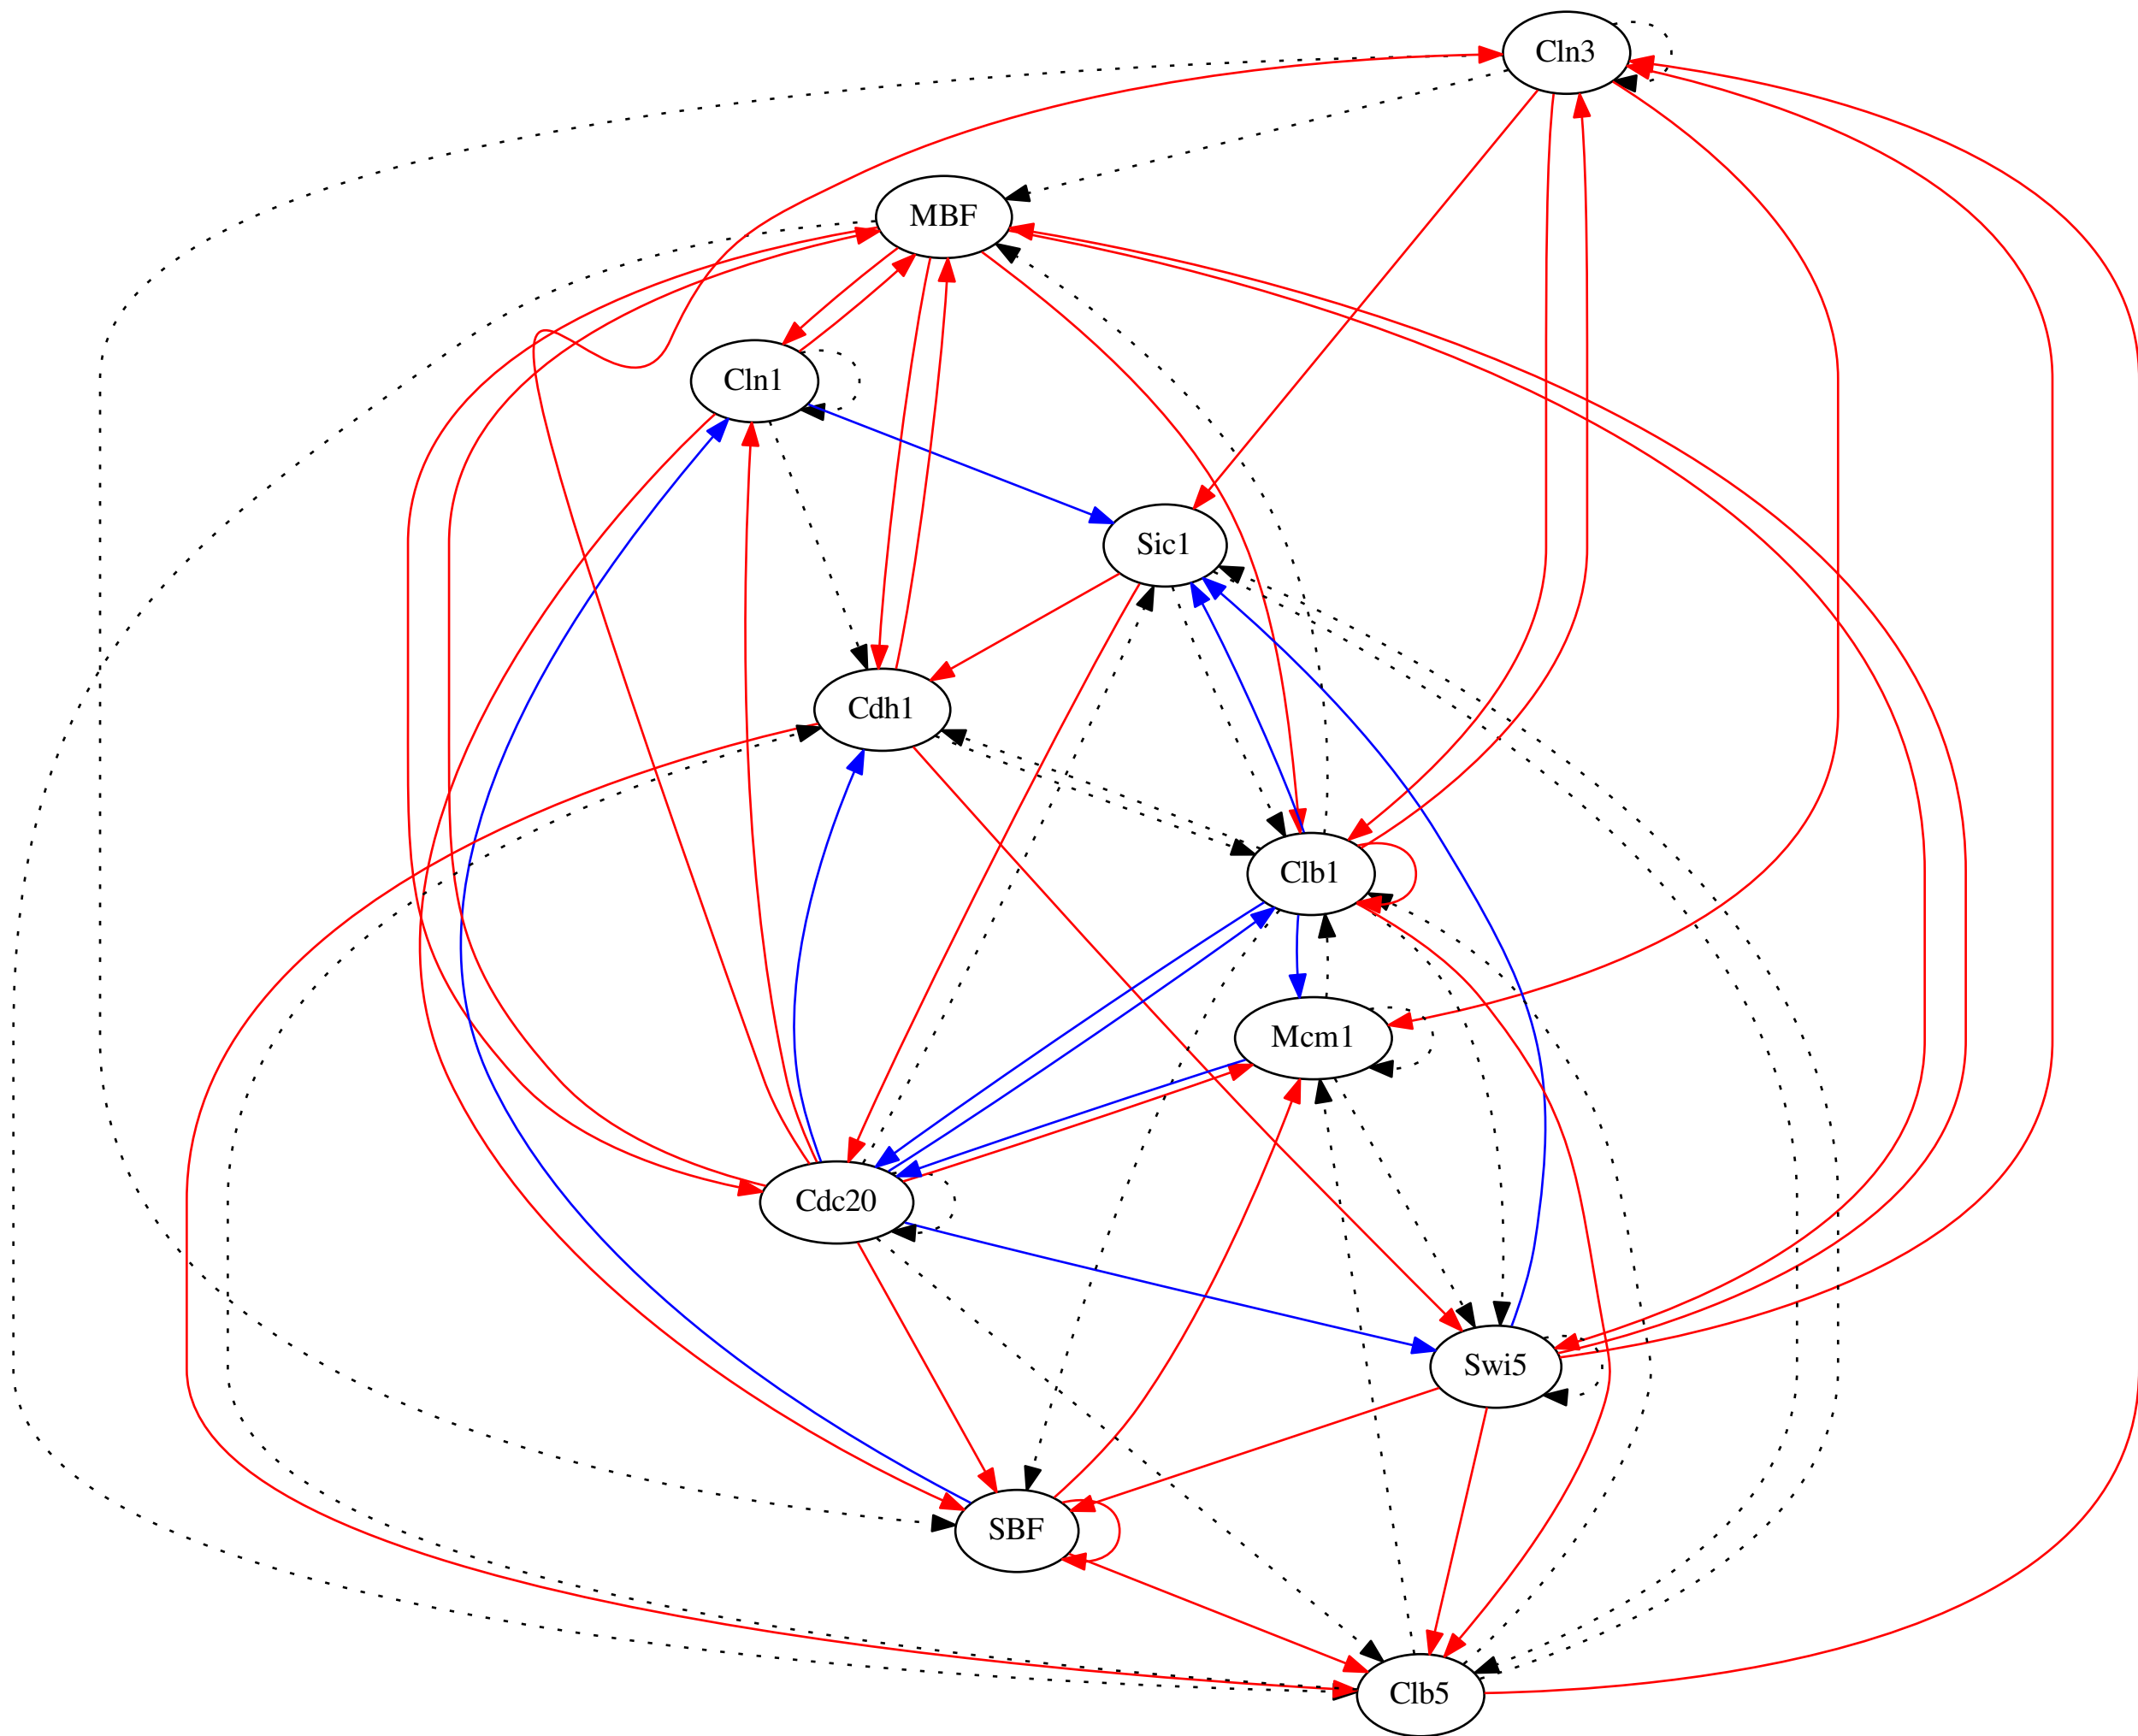 Cln3
MBF
Cln1
Sic1
Cdh1
Clb1
Mcm1
Cdc20
Swi5
SBF
Clb5